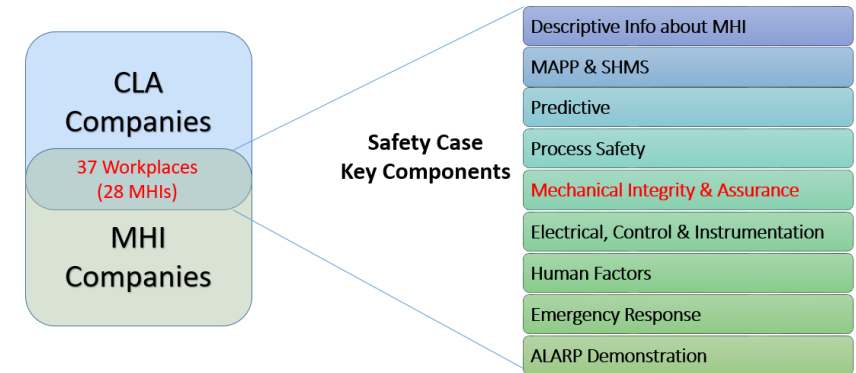 CLA
Companies
37 Workplaces
(28 MHIs)
MHI
Companies
Safety Case
Key Components
Descriptive Info about MHI
MAPP & SHMS
Predictive
Process Safety
Mechanical Integrity & Assurance
Electrical, Control & Instrumentation
Human Factors
Emergency Response
ALARP Demonstration